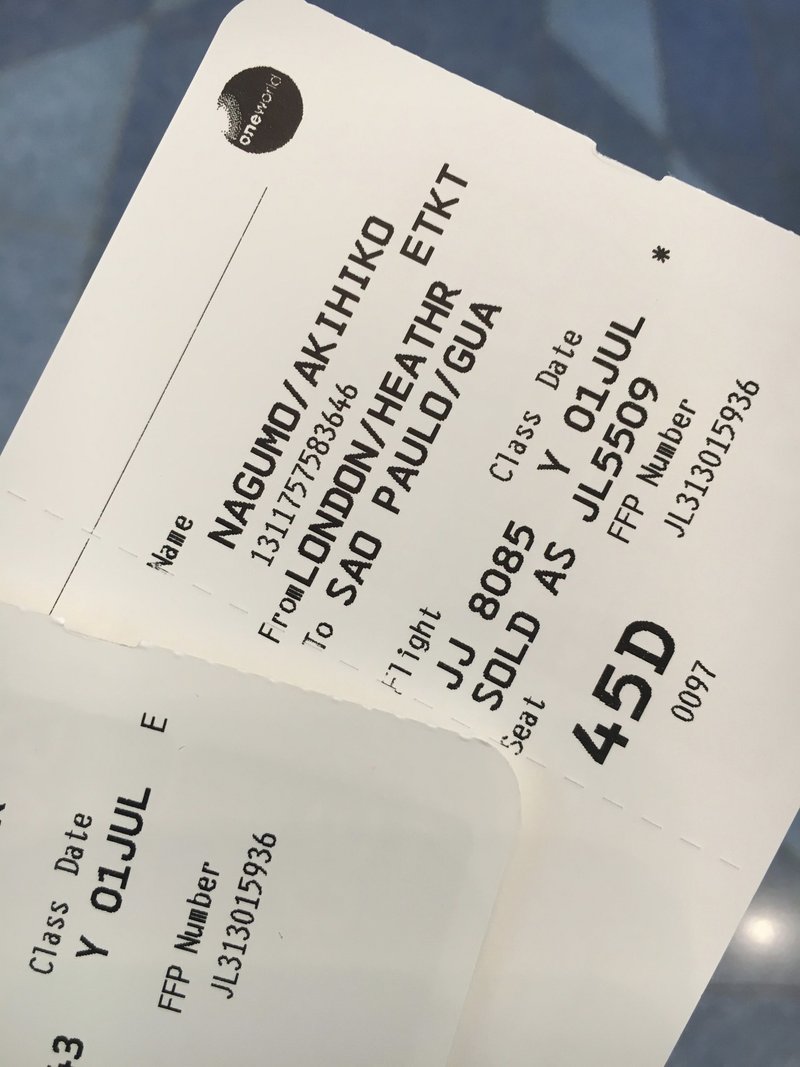 oneworld
Name
NAGUMO/AKIHIKO
1311757583646 ETKT
From LONDON/HEATHR
To SAO PAULO/GUA
Flight Class Date
JJ 8085 Y 01JUL *
SOLD AS JL5509
Seat FFP Number
45D JL313015936
0097
Class Date
Y 01JUL E
FFP Number
JL313015936